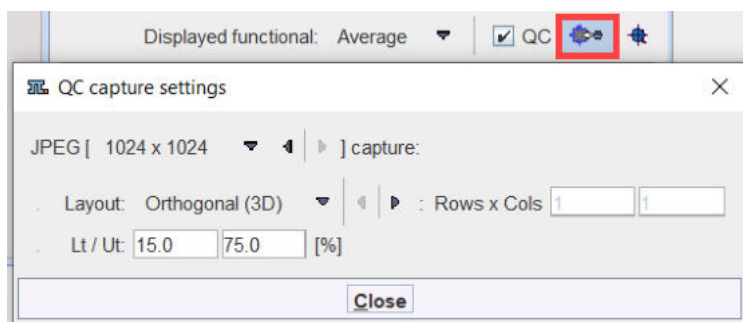 Displayed functional: Average QC
QC capture settings
JPEG [ 1024 x 1024 ] capture:
Layout: Orthogonal (3D) : Rows x Cols 1 1
Lt / Ut: 15.0 75.0 [%]
Close